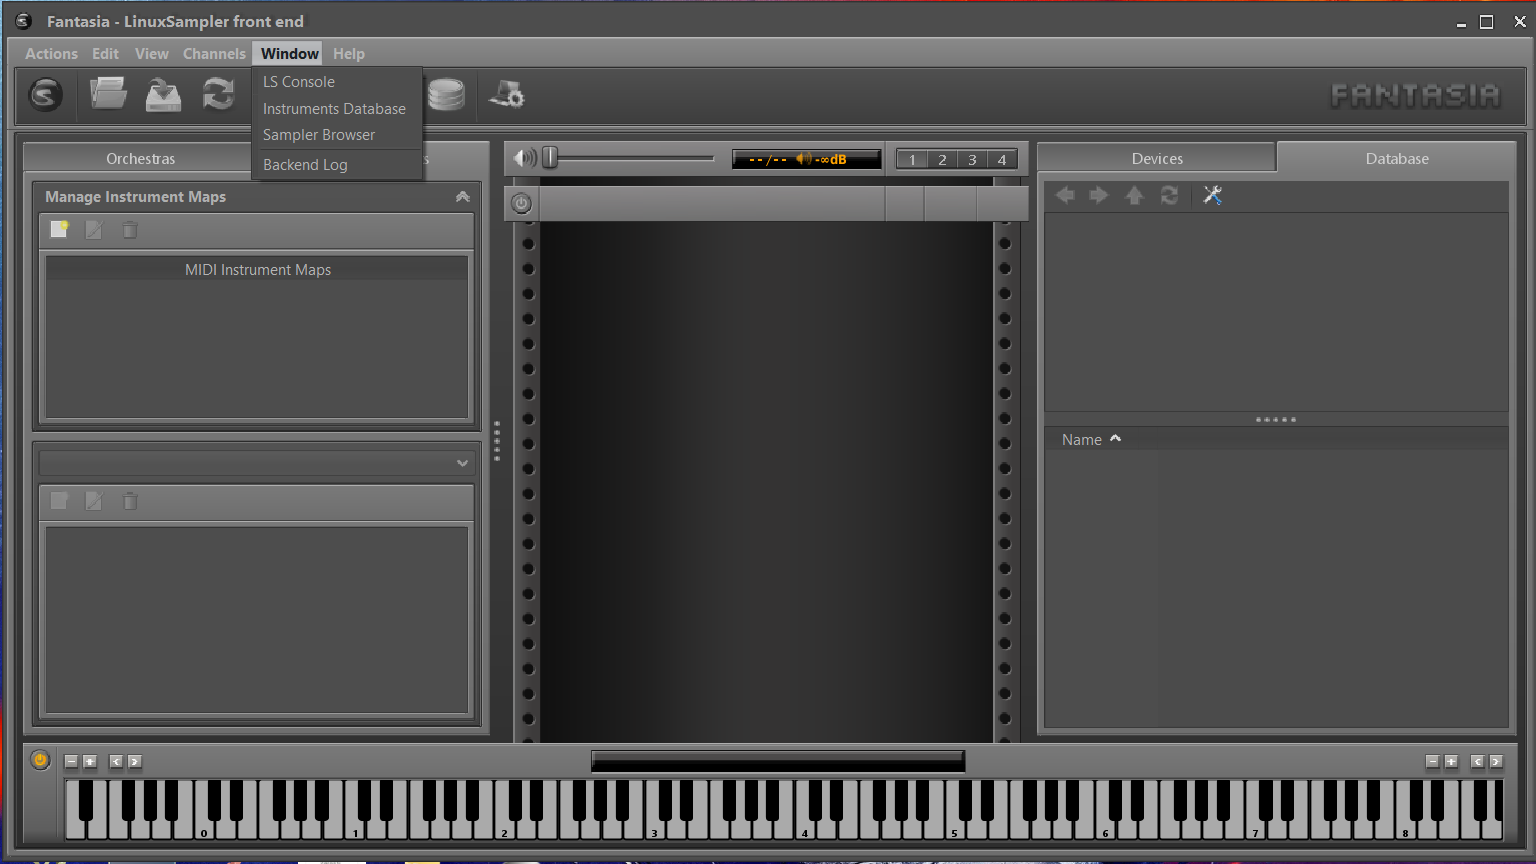 Fantasia - LinuxSampler front end
Actions Edit View Channels Window Help
LS Console
Instruments Database
Sampler Browser
Backend Log
FANTASIA
Orchestras
Manage Instrument Maps
MIDI Instrument Maps
--/-- -∞dB
1 2 3 4
Devices Database
Name
0 1 2 3 4 5 6 7 8